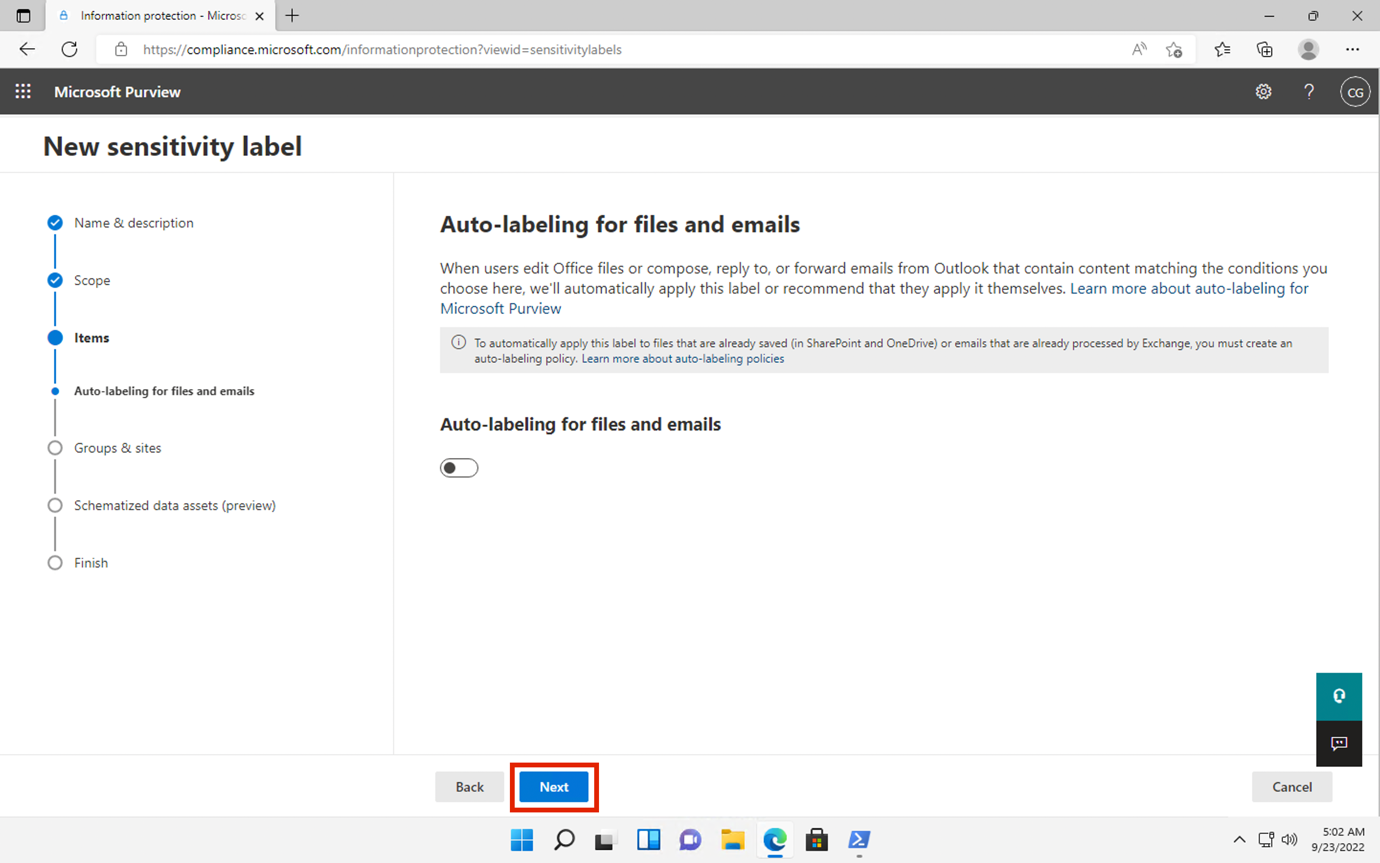 Information protection - Microsc
https://compliance.microsoft.com/informationprotection?viewid=sensitivitylabels
Microsoft Purview
CG
New sensitivity label
Name & description
Scope
Items
Auto-labeling for files and emails
Groups & sites
Schematized data assets (preview)
Finish
Auto-labeling for files and emails
When users edit Office files or compose, reply to, or forward emails from Outlook that contain content matching the conditions you
choose here, we'll automatically apply this label or recommend that they apply it themselves. Learn more about auto-labeling for
Microsoft Purview
To automatically apply this label to files that are already saved (in SharePoint and OneDrive) or emails that are already processed by Exchange, you must create an
auto-labeling policy. Learn more about auto-labeling policies
Auto-labeling for files and emails
Back
Next
Cancel
5:02 AM
9/23/2022